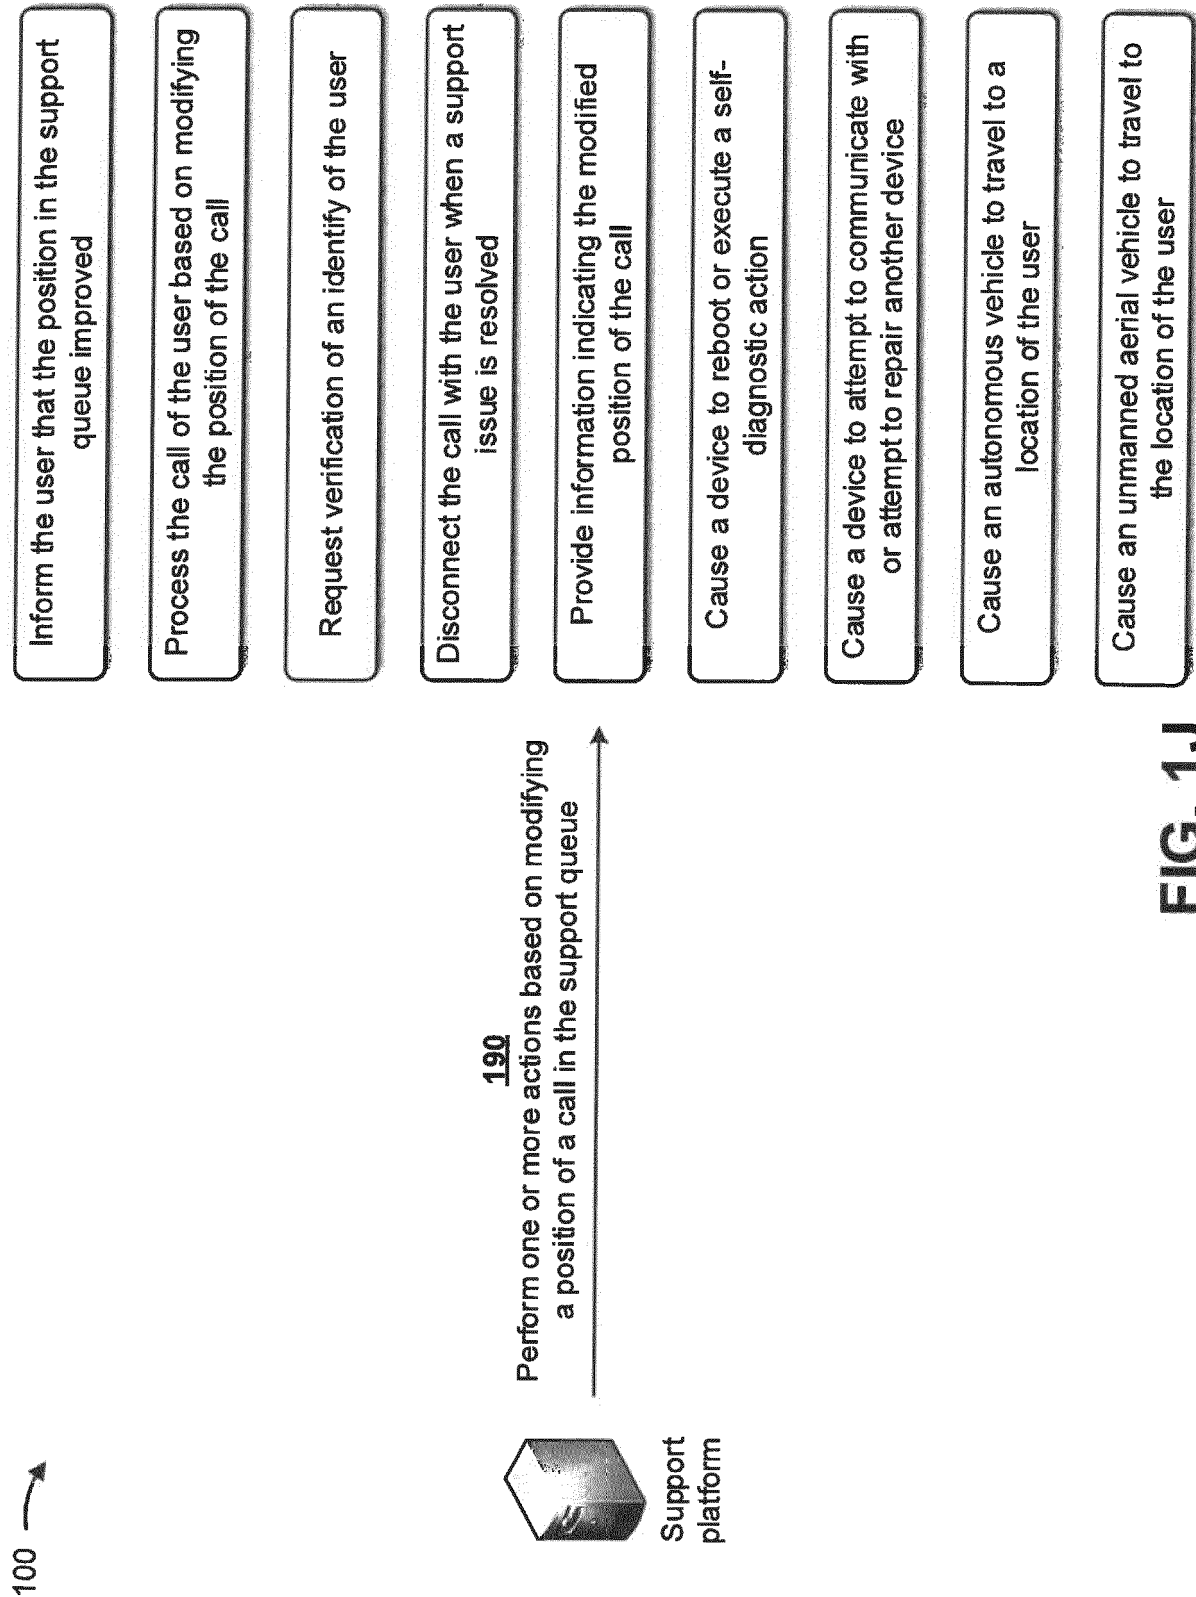 100
Support
platform
190
Perform one or more actions based on modifying
a position of a call in the support queue
Inform the user that the position in the support
queue improved
Process the call of the user based on modifying
the position of the call
Request verification of an identify of the user
Disconnect the call with the user when a support
issue is resolved
Provide information indicating the modified
position of the call
Cause a device to reboot or execute a self-
diagnostic action
Cause a device to attempt to communicate with
or attempt to repair another device
Cause an autonomous vehicle to travel to a
location of the user
Cause an unmanned aerial vehicle to travel to
the location of the user
FIG. 1J